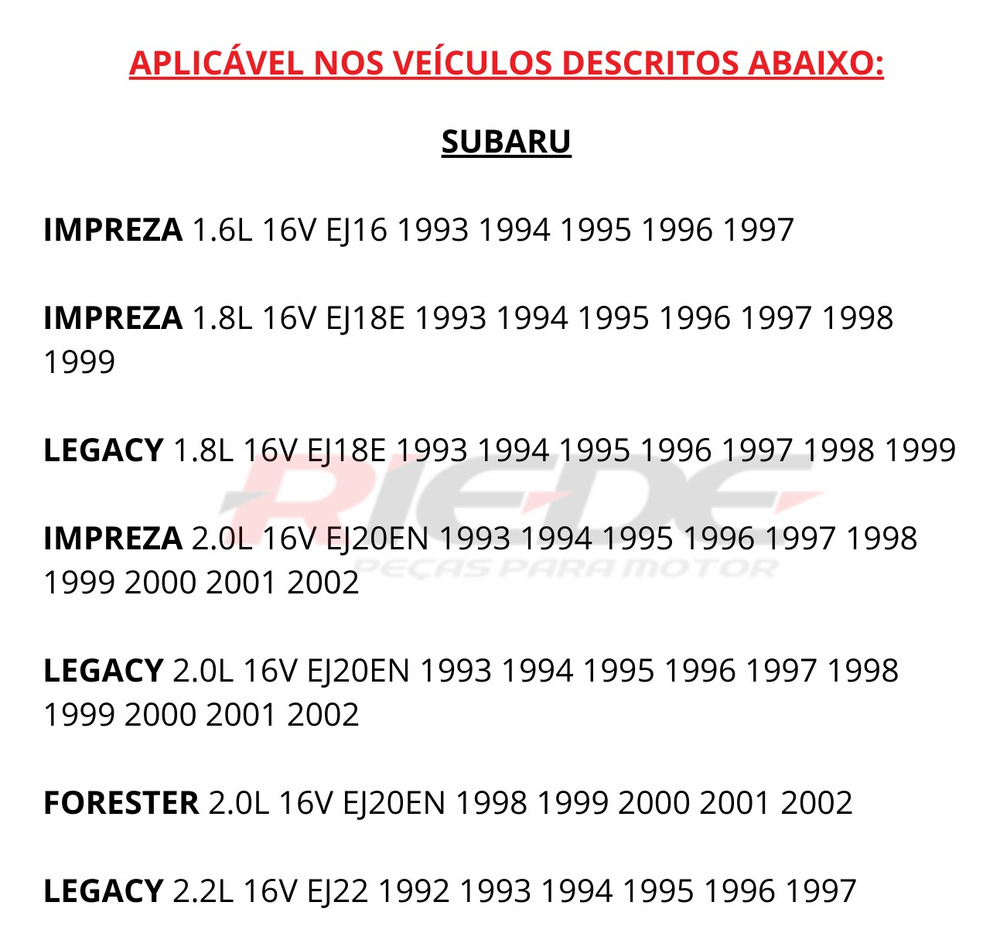 APLICÁVEL NOS VEÍCULOS DESCRITOS ABAIXO:
SUBARU
IMPREZA 1.6L 16V EJ16 1993 1994 1995 1996 1997
IMPREZA 1.8L 16V EJ18E 1993 1994 1995 1996 1997 1998
1999
LEGACY 1.8L 16V EJ18E 1993 1994 1995 1996 1997 1998 1999
RIEDE
IMPREZA 2.0L 16V EJ20EN 1993 1994 1995 1996 1997 1998
PEÇAS PARA MOTOR
1999 2000 2001 2002
LEGACY 2.0L 16V EJ20EN 1993 1994 1995 1996 1997 1998
1999 2000 2001 2002
FORESTER 2.0L 16V EJ20EN 1998 1999 2000 2001 2002
LEGACY 2.2L 16V EJ22 1992 1993 1994 1995 1996 1997